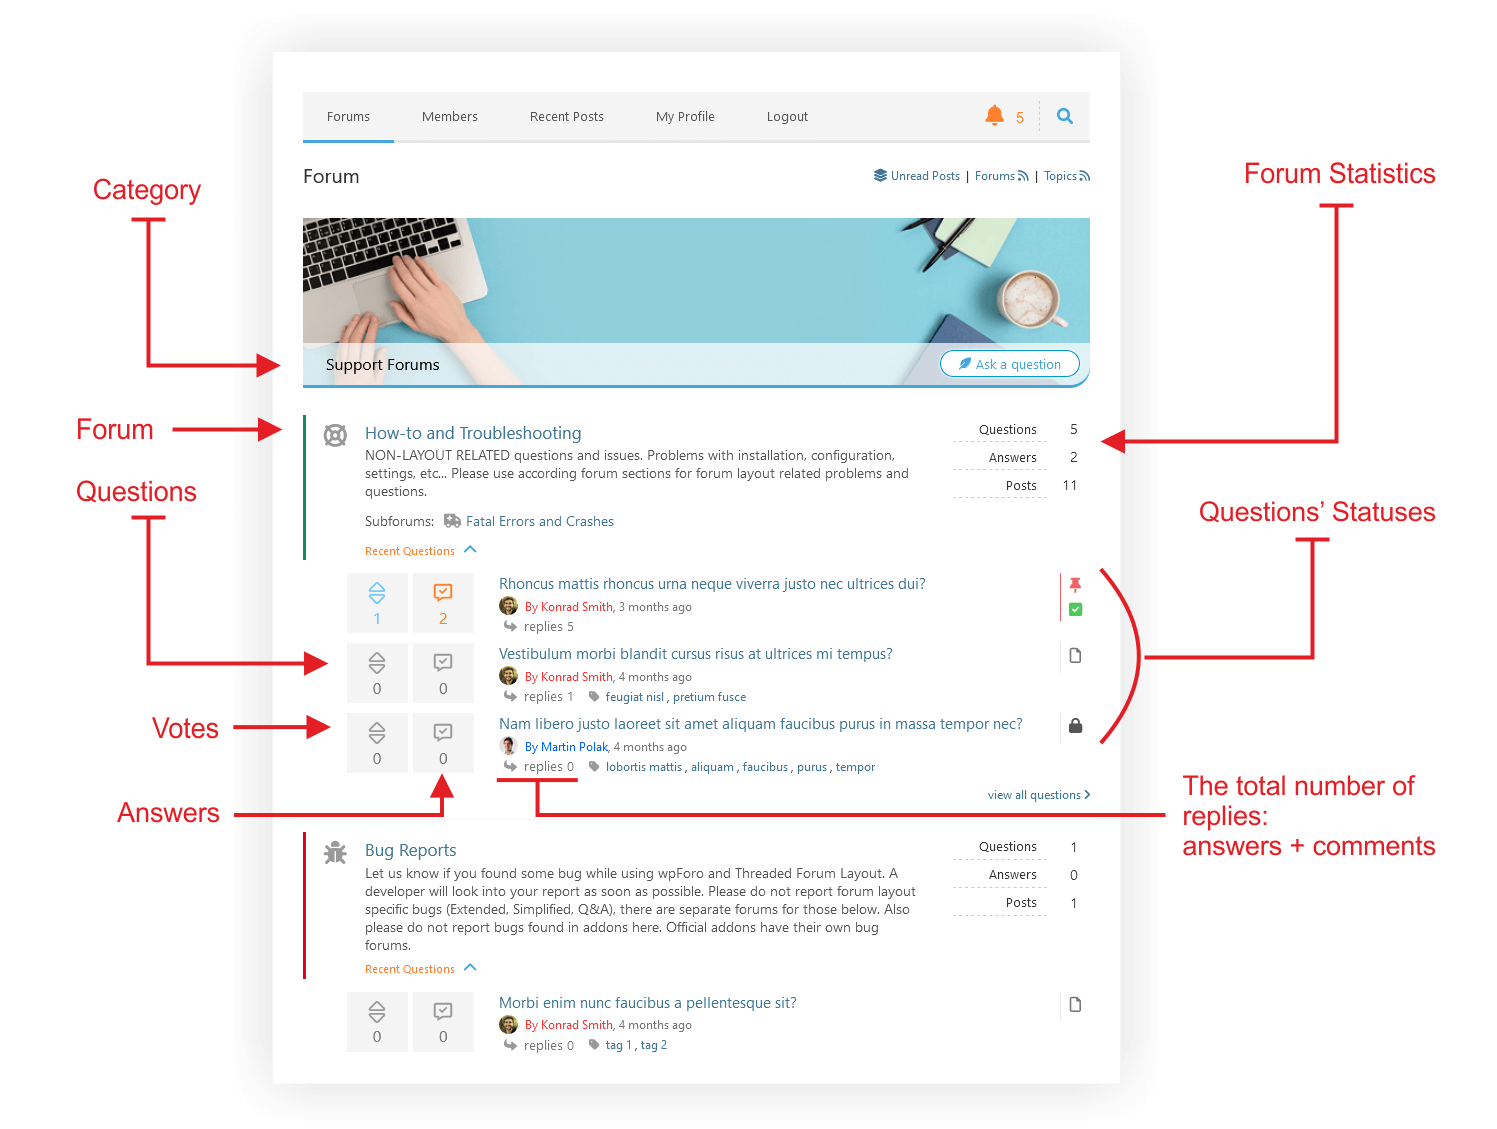 Forums Members Recent Posts My Profile Logout 5
Forum
Unread Posts | Forums | Topics
Category
Forum Statistics
Support Forums
Ask a question
Forum
How-to and Troubleshooting
NON-LAYOUT RELATED questions and issues. Problems with installation, configuration,
settings, etc... Please use according forum sections for forum layout related problems and
questions.
Subforums: Fatal Errors and Crashes
Recent Questions
Questions 5
Answers 2
Posts 11
Questions
Questions' Statuses
1 2
Rhoncus mattis rhoncus urna neque viverra justo nec ultrices dui?
By Konrad Smith, 3 months ago
replies 5
0 0
Vestibulum morbi blandit cursus risus at ultrices mi tempus?
By Konrad Smith, 4 months ago
replies 1 feugiat nisl , pretium fusce
Votes
0 0
Nam libero justo laoreet sit amet aliquam faucibus purus in massa tempor nec?
By Martin Polak, 4 months ago
replies 0 lobortis mattis , aliquam , faucibus , purus , tempor
view all questions
Answers
The total number of
replies:
answers + comments
Bug Reports
Let us know if you found some bug while using wpForo and Threaded Forum Layout. A
developer will look into your report as soon as possible. Please do not report forum layout
specific bugs (Extended, Simplified, Q&A), there are separate forums for those below. Also
please do not report bugs found in addons here. Official addons have their own bug
forums.
Recent Questions
Questions 1
Answers 0
Posts 1
0 0
Morbi enim nunc faucibus a pellentesque sit?
By Konrad Smith, 4 months ago
replies 0 tag 1 , tag 2